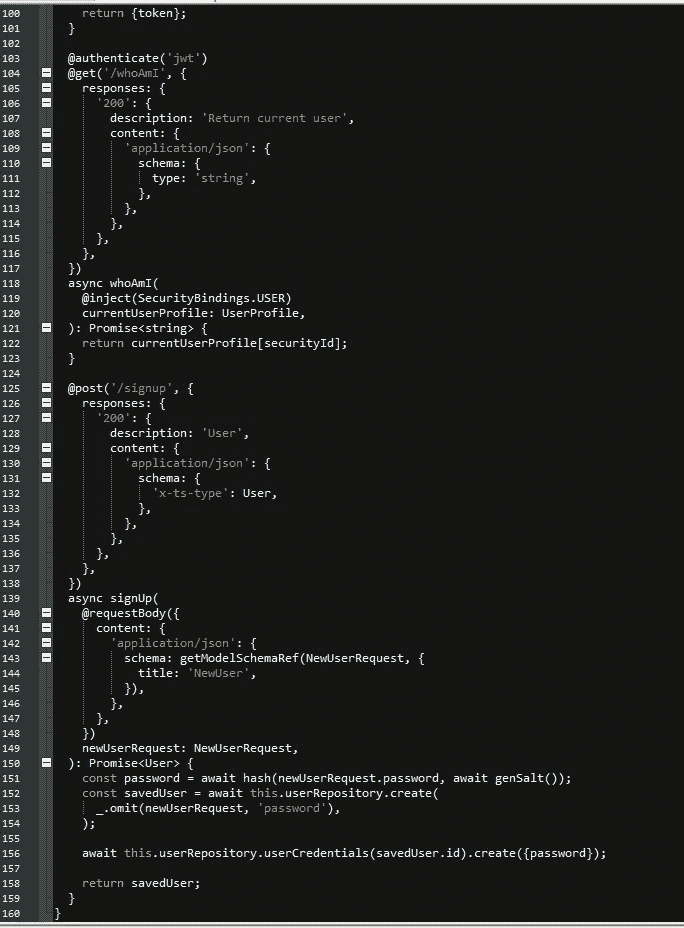 100     return {token};
101   }
102
103   @authenticate('jwt')
104   @get('/whoAmI', {
105     responses: {
106       '200': {
107         description: 'Return current user',
108         content: {
109           'application/json': {
110             schema: {
111               type: 'string',
112             },
113           },
114         },
115       },
116     },
117   })
118   async whoAmI(
119     @inject(SecurityBindings.USER)
120     currentUserProfile: UserProfile,
121   ): Promise<string> {
122     return currentUserProfile[securityId];
123   }
124
125   @post('/signup', {
126     responses: {
127       '200': {
128         description: 'User',
129         content: {
130           'application/json': {
131             schema: {
132               'x-ts-type': User,
133             },
134           },
135         },
136       },
137     },
138   })
139   async signUp(
140     @requestBody({
141       content: {
142         'application/json': {
143           schema: getModelSchemaRef(NewUserRequest, {
144             title: 'NewUser',
145           }),
146         },
147       },
148     })
149     newUserRequest: NewUserRequest,
150   ): Promise<User> {
151     const password = await hash(newUserRequest.password, await genSalt());
152     const savedUser = await this.userRepository.create(
153       _.omit(newUserRequest, 'password'),
154     );
155
156     await this.userRepository.userCredentials(savedUser.id).create({password});
157
158     return savedUser;
159   }
160 }